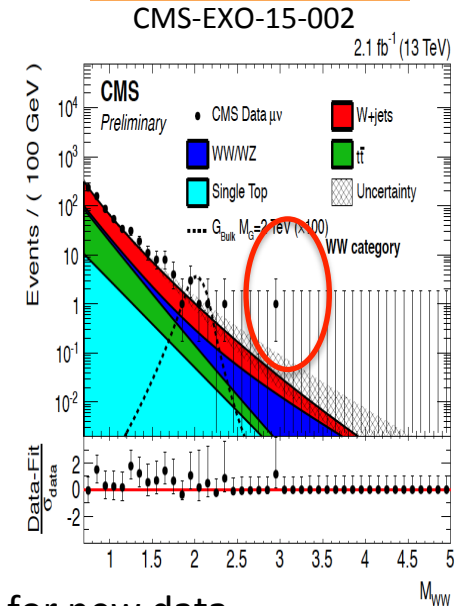 CMS-EXO-15-002
2.1 fb⁻¹ (13 TeV)
Events / ( 100 GeV )
10⁴
10³
10²
10
1
10⁻¹
10⁻²
CMS
Preliminary
CMS Data μν
W+jets
WW/WZ
tt̄
Single Top
Uncertainty
G_Bulk M_G=2 TeV (x100)
WW category
Data-Fit
σ_data
2
0
-2
1 1.5 2 2.5 3 3.5 4 4.5 5
M_WW
for new data